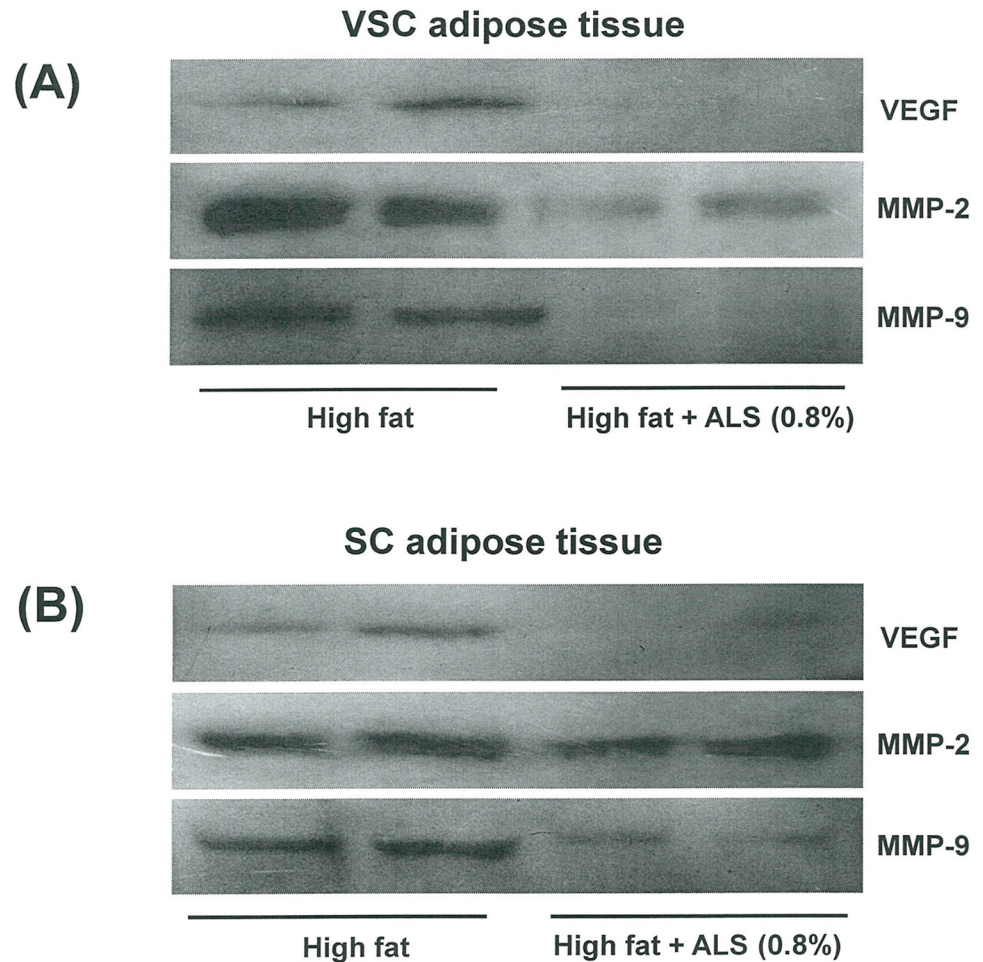 VSC adipose tissue
(A)
VEGF
MMP-2
MMP-9
High fat
High fat + ALS (0.8%)
SC adipose tissue
(B)
VEGF
MMP-2
MMP-9
High fat
High fat + ALS (0.8%)